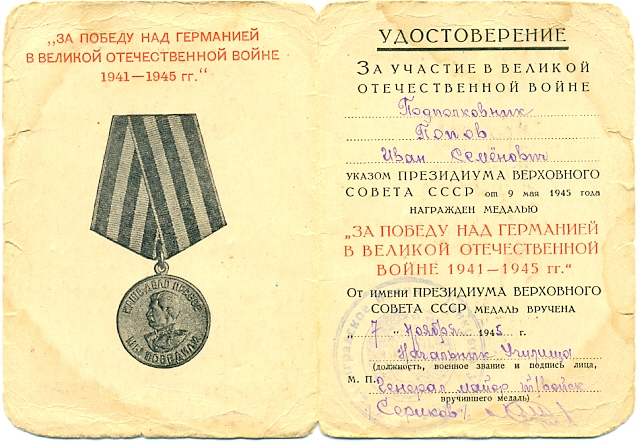 „ЗА ПОБЕДУ НАД ГЕРМАНИЕЙ
В ВЕЛИКОЙ ОТЕЧЕСТВЕННОЙ ВОЙНЕ
1941—1945 гг.“
НАШЕ ДЕЛО ПРАВОЕ
МЫ ПОБЕДИЛИ
УДОСТОВЕРЕНИЕ
ЗА УЧАСТИЕ В ВЕЛИКОЙ
ОТЕЧЕСТВЕННОЙ ВОЙНЕ
Подполковник
Попов
Иван Семёнович
УКАЗОМ ПРЕЗИДИУМА ВЕРХОВНОГО
СОВЕТА СССР от 9 мая 1945 года
НАГРАЖДЕН МЕДАЛЬЮ
„ЗА ПОБЕДУ НАД ГЕРМАНИЕЙ
В ВЕЛИКОЙ ОТЕЧЕСТВЕННОЙ
ВОЙНЕ 1941—1945 гг.“
ОТ ИМЕНИ ПРЕЗИДИУМА ВЕРХОВНОГО
СОВЕТА СССР МЕДАЛЬ ВРУЧЕНА
„7 ноября 1945 г.
Начальник Училища
(должность, военное звание и подпись лица,
М. П. Генерал майор т/войск
вручившего медаль)
/Сериков/